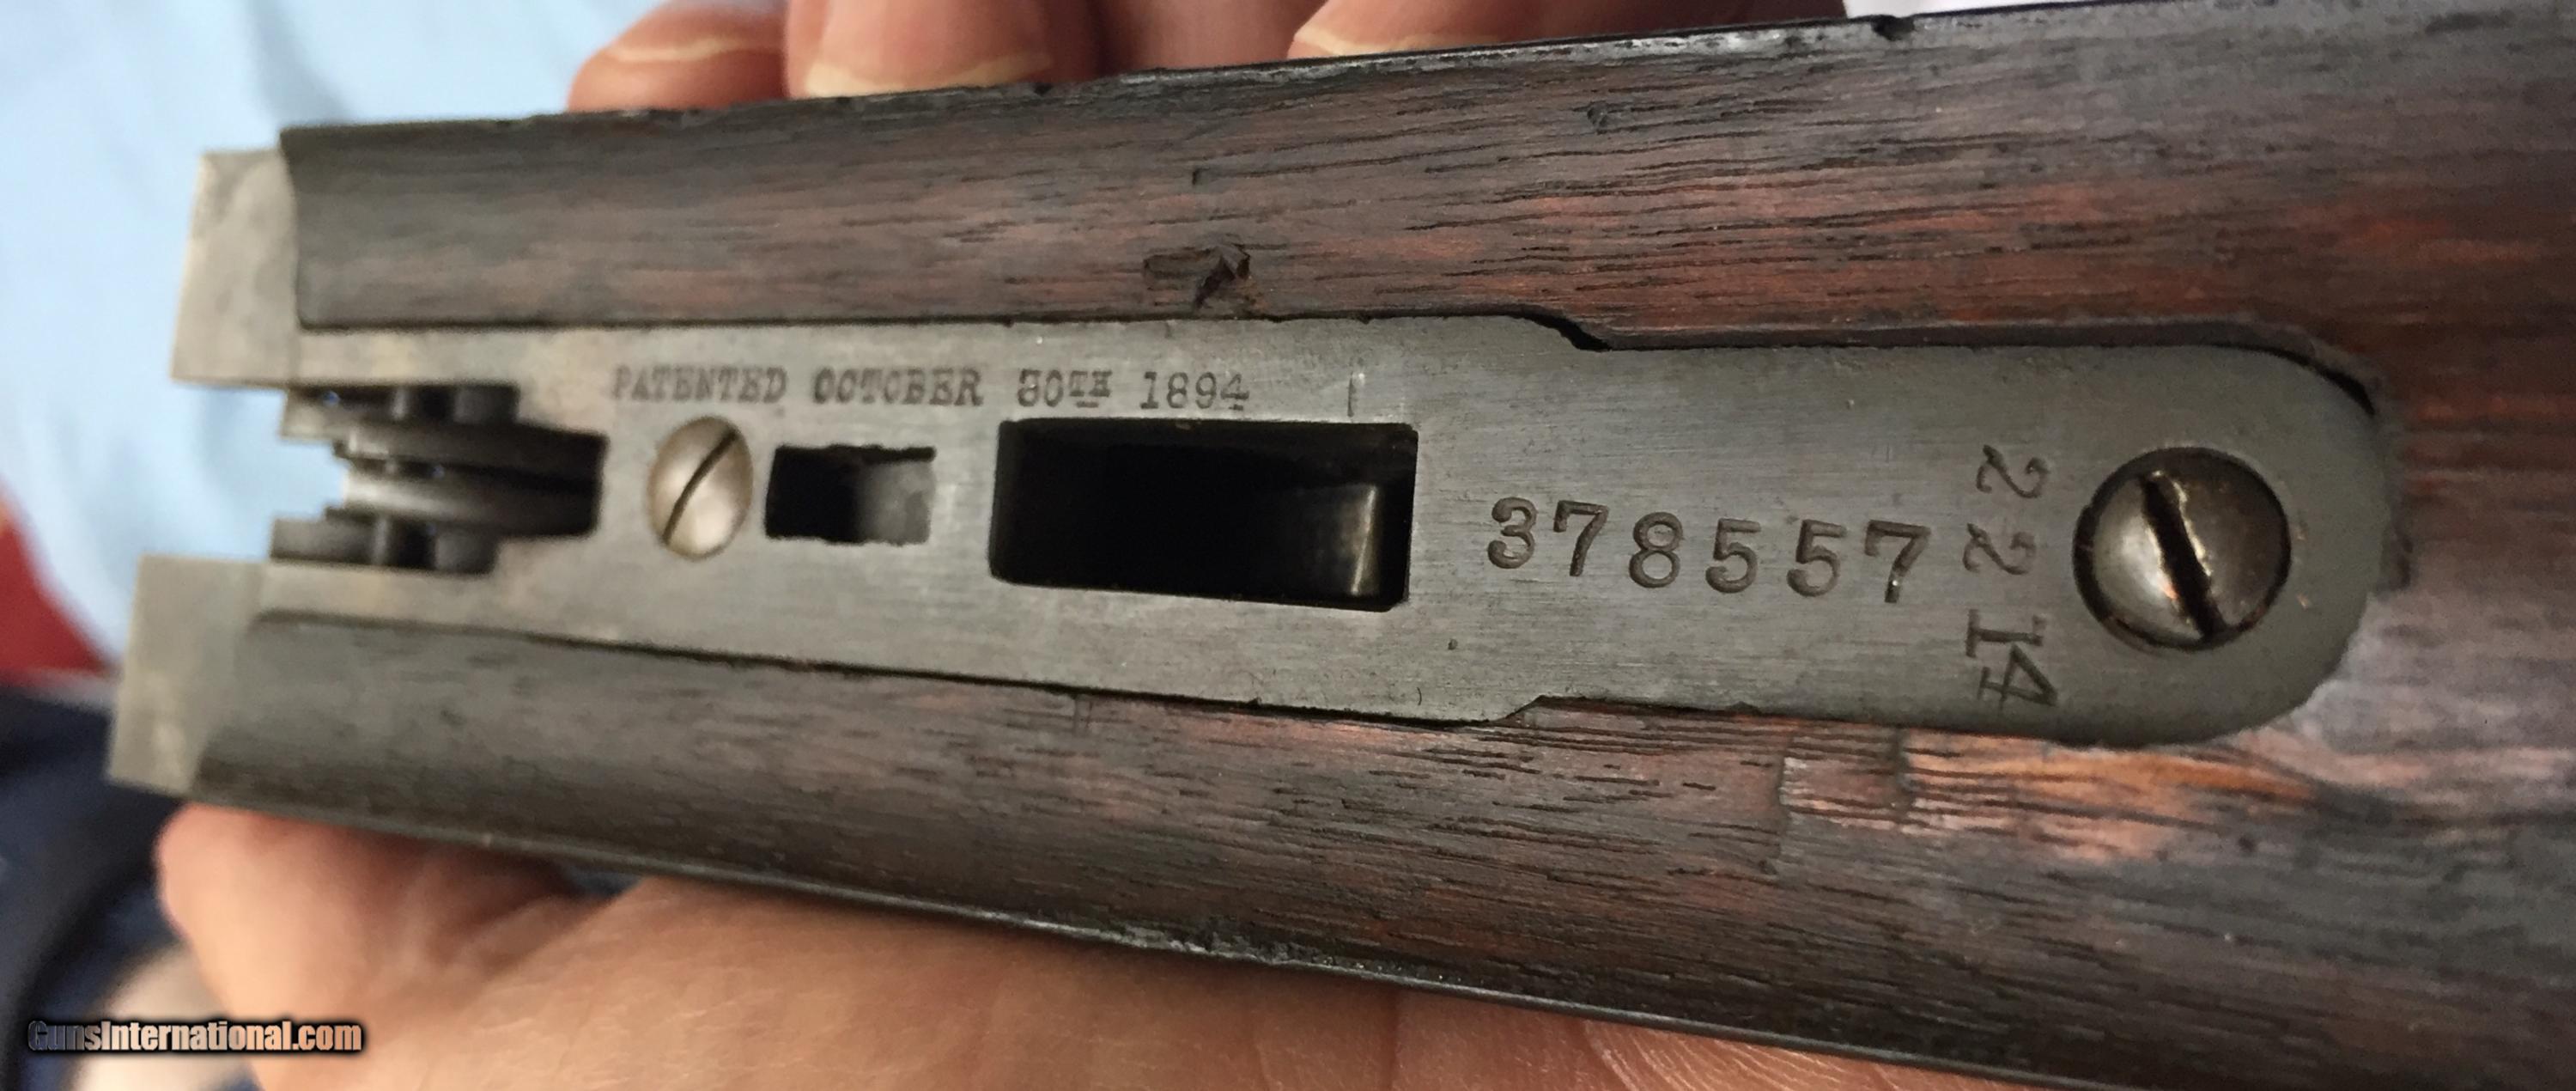 PATENTED OCTOBER 30TH 1894
378557
2214
GunsInternational.com